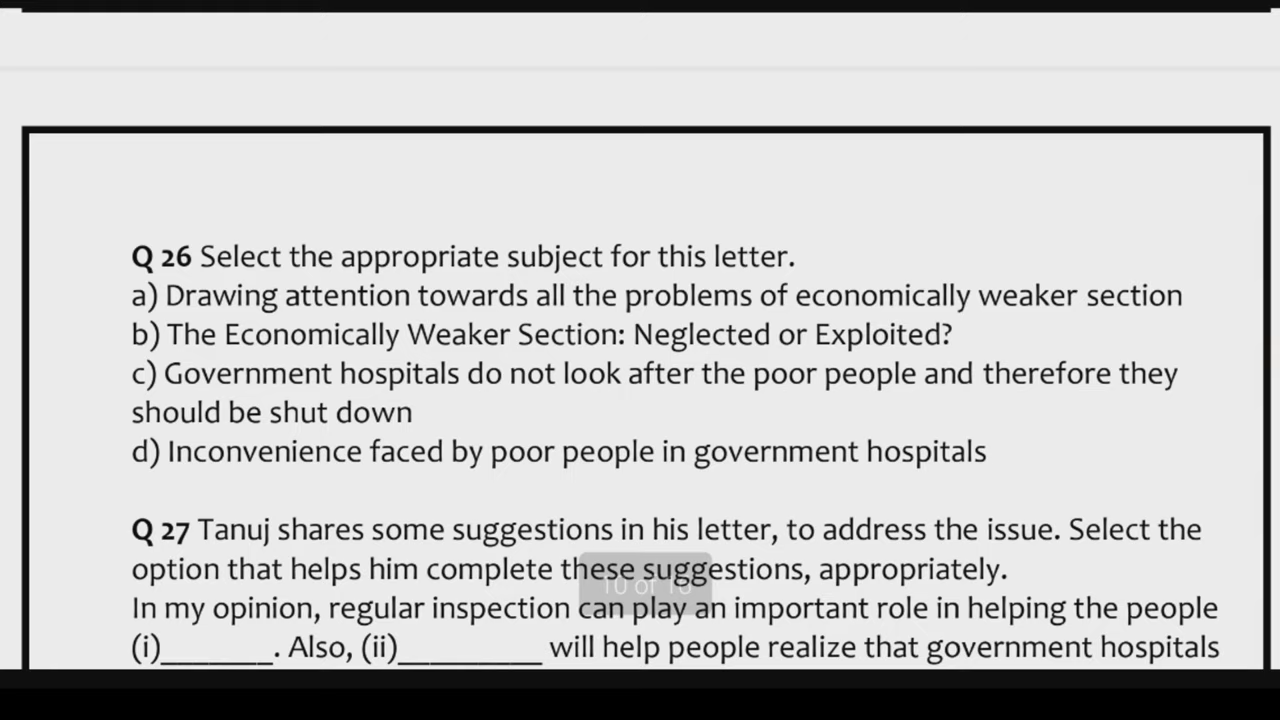 Q 26 Select the appropriate subject for this letter.
a) Drawing attention towards all the problems of economically weaker section
b) The Economically Weaker Section: Neglected or Exploited?
c) Government hospitals do not look after the poor people and therefore they
should be shut down
d) Inconvenience faced by poor people in government hospitals
Q 27 Tanuj shares some suggestions in his letter, to address the issue. Select the
option that helps him complete these suggestions, appropriately.
10 of 13
In my opinion, regular inspection can play an important role in helping the people
(i)_______. Also, (ii)_________ will help people realize that government hospitals